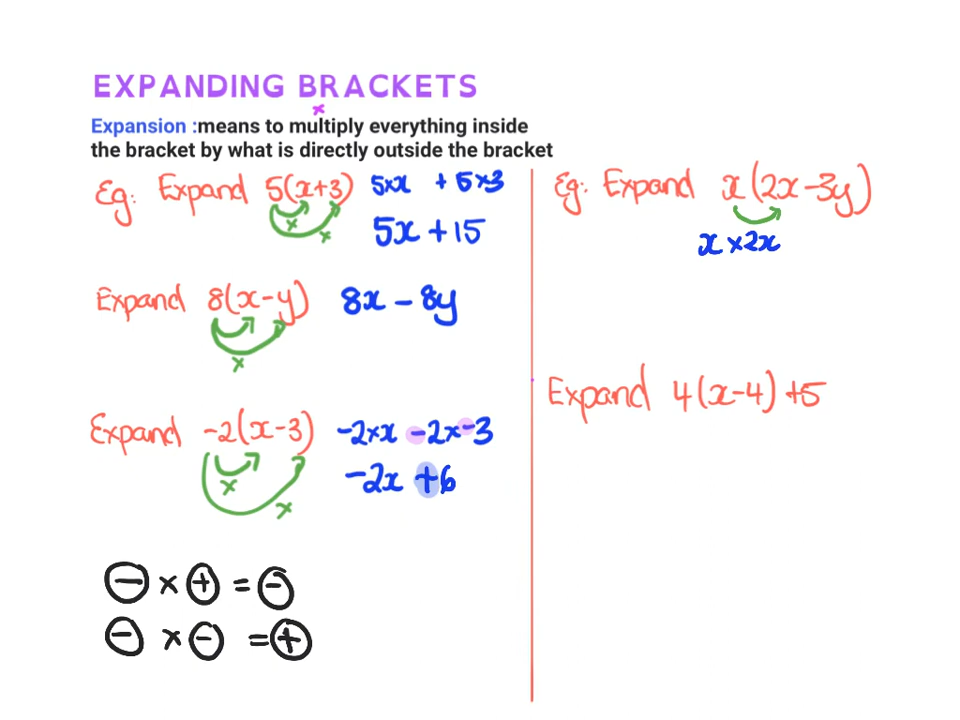 EXPANDING BRACKETS
×
Expansion :means to multiply everything inside
the bracket by what is directly outside the bracket
Eg: Expand 5(x+3) 5×x + 5×3
× ×
5x +15
Expand 8(x-y) 8x - 8y
×
Expand -2(x-3) -2×x -2×-3
× ×
-2x +6
- × + = -
- × - = +
Eg: Expand x(2x-3y)
x ×2x
Expand 4(x-4) +5